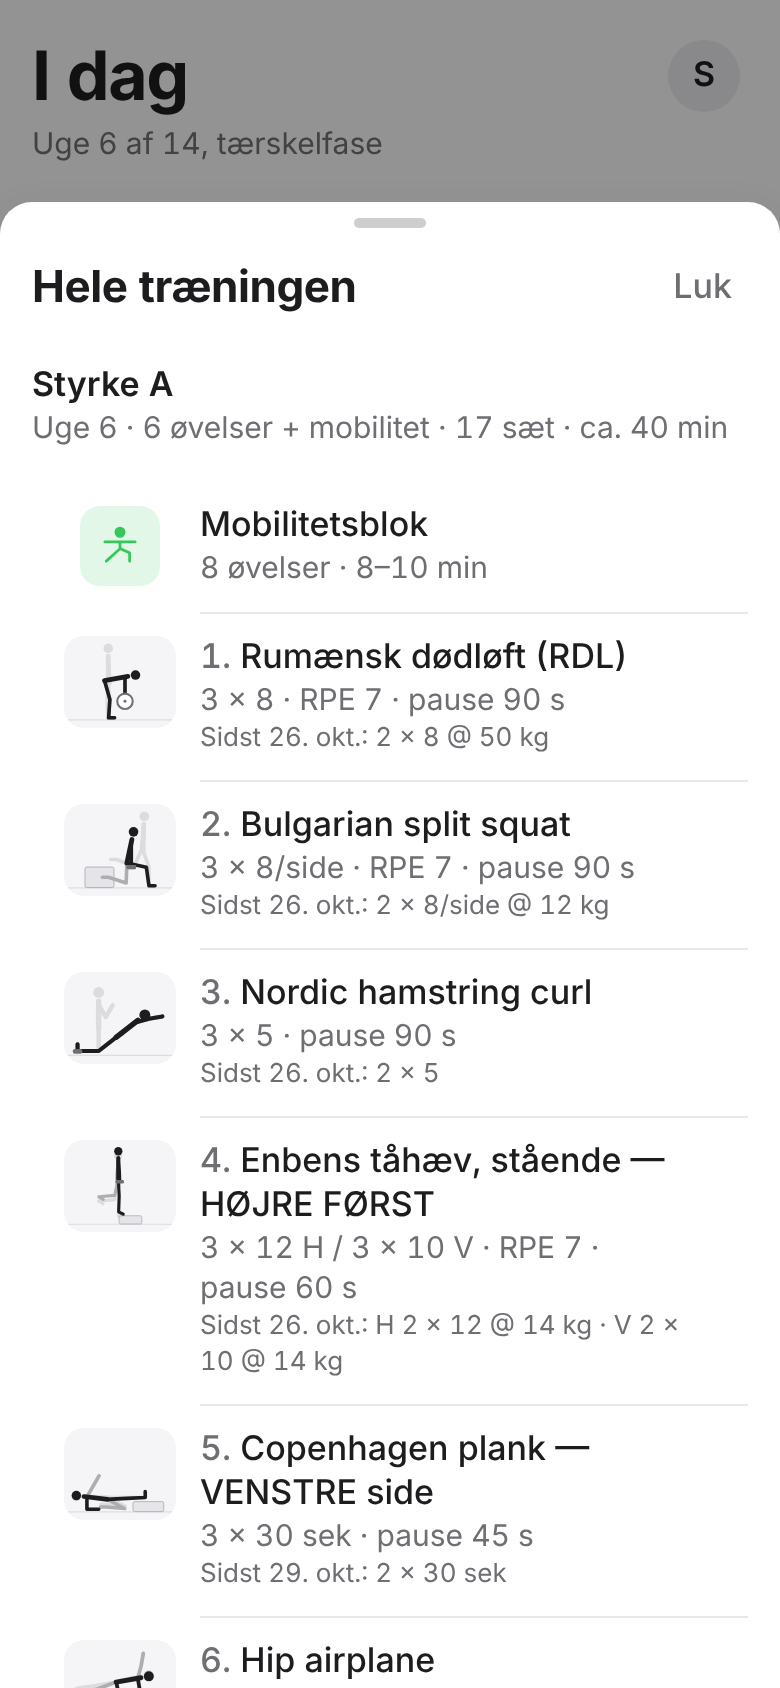 I dag
S
Uge 6 af 14, tærskelfase
Hele træningen
Luk
Styrke A
Uge 6 · 6 øvelser + mobilitet · 17 sæt · ca. 40 min
Mobilitetsblok
8 øvelser · 8–10 min
1. Rumænsk dødløft (RDL)
3 × 8 · RPE 7 · pause 90 s
Sidst 26. okt.: 2 × 8 @ 50 kg
2. Bulgarian split squat
3 × 8/side · RPE 7 · pause 90 s
Sidst 26. okt.: 2 × 8/side @ 12 kg
3. Nordic hamstring curl
3 × 5 · pause 90 s
Sidst 26. okt.: 2 × 5
4. Enbens tåhæv, stående —
HØJRE FØRST
3 × 12 H / 3 × 10 V · RPE 7 ·
pause 60 s
Sidst 26. okt.: H 2 × 12 @ 14 kg · V 2 ×
10 @ 14 kg
5. Copenhagen plank —
VENSTRE side
3 × 30 sek · pause 45 s
Sidst 29. okt.: 2 × 30 sek
6. Hip airplane